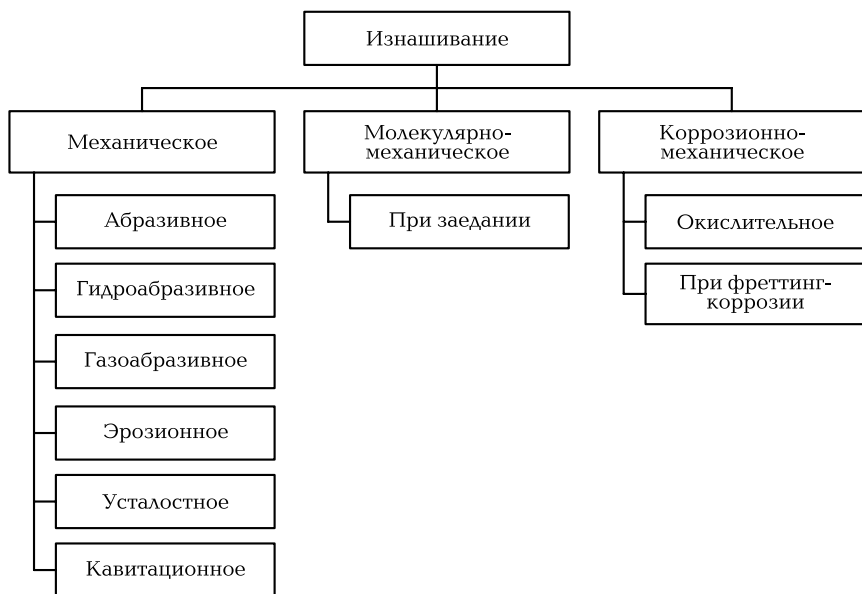 Изнашивание
Механическое
Молекулярно-
механическое
Коррозионно-
механическое
Абразивное
Гидроабразивное
Газоабразивное
Эрозионное
Усталостное
Кавитационное
При заедании
Окислительное
При фреттинг-
коррозии